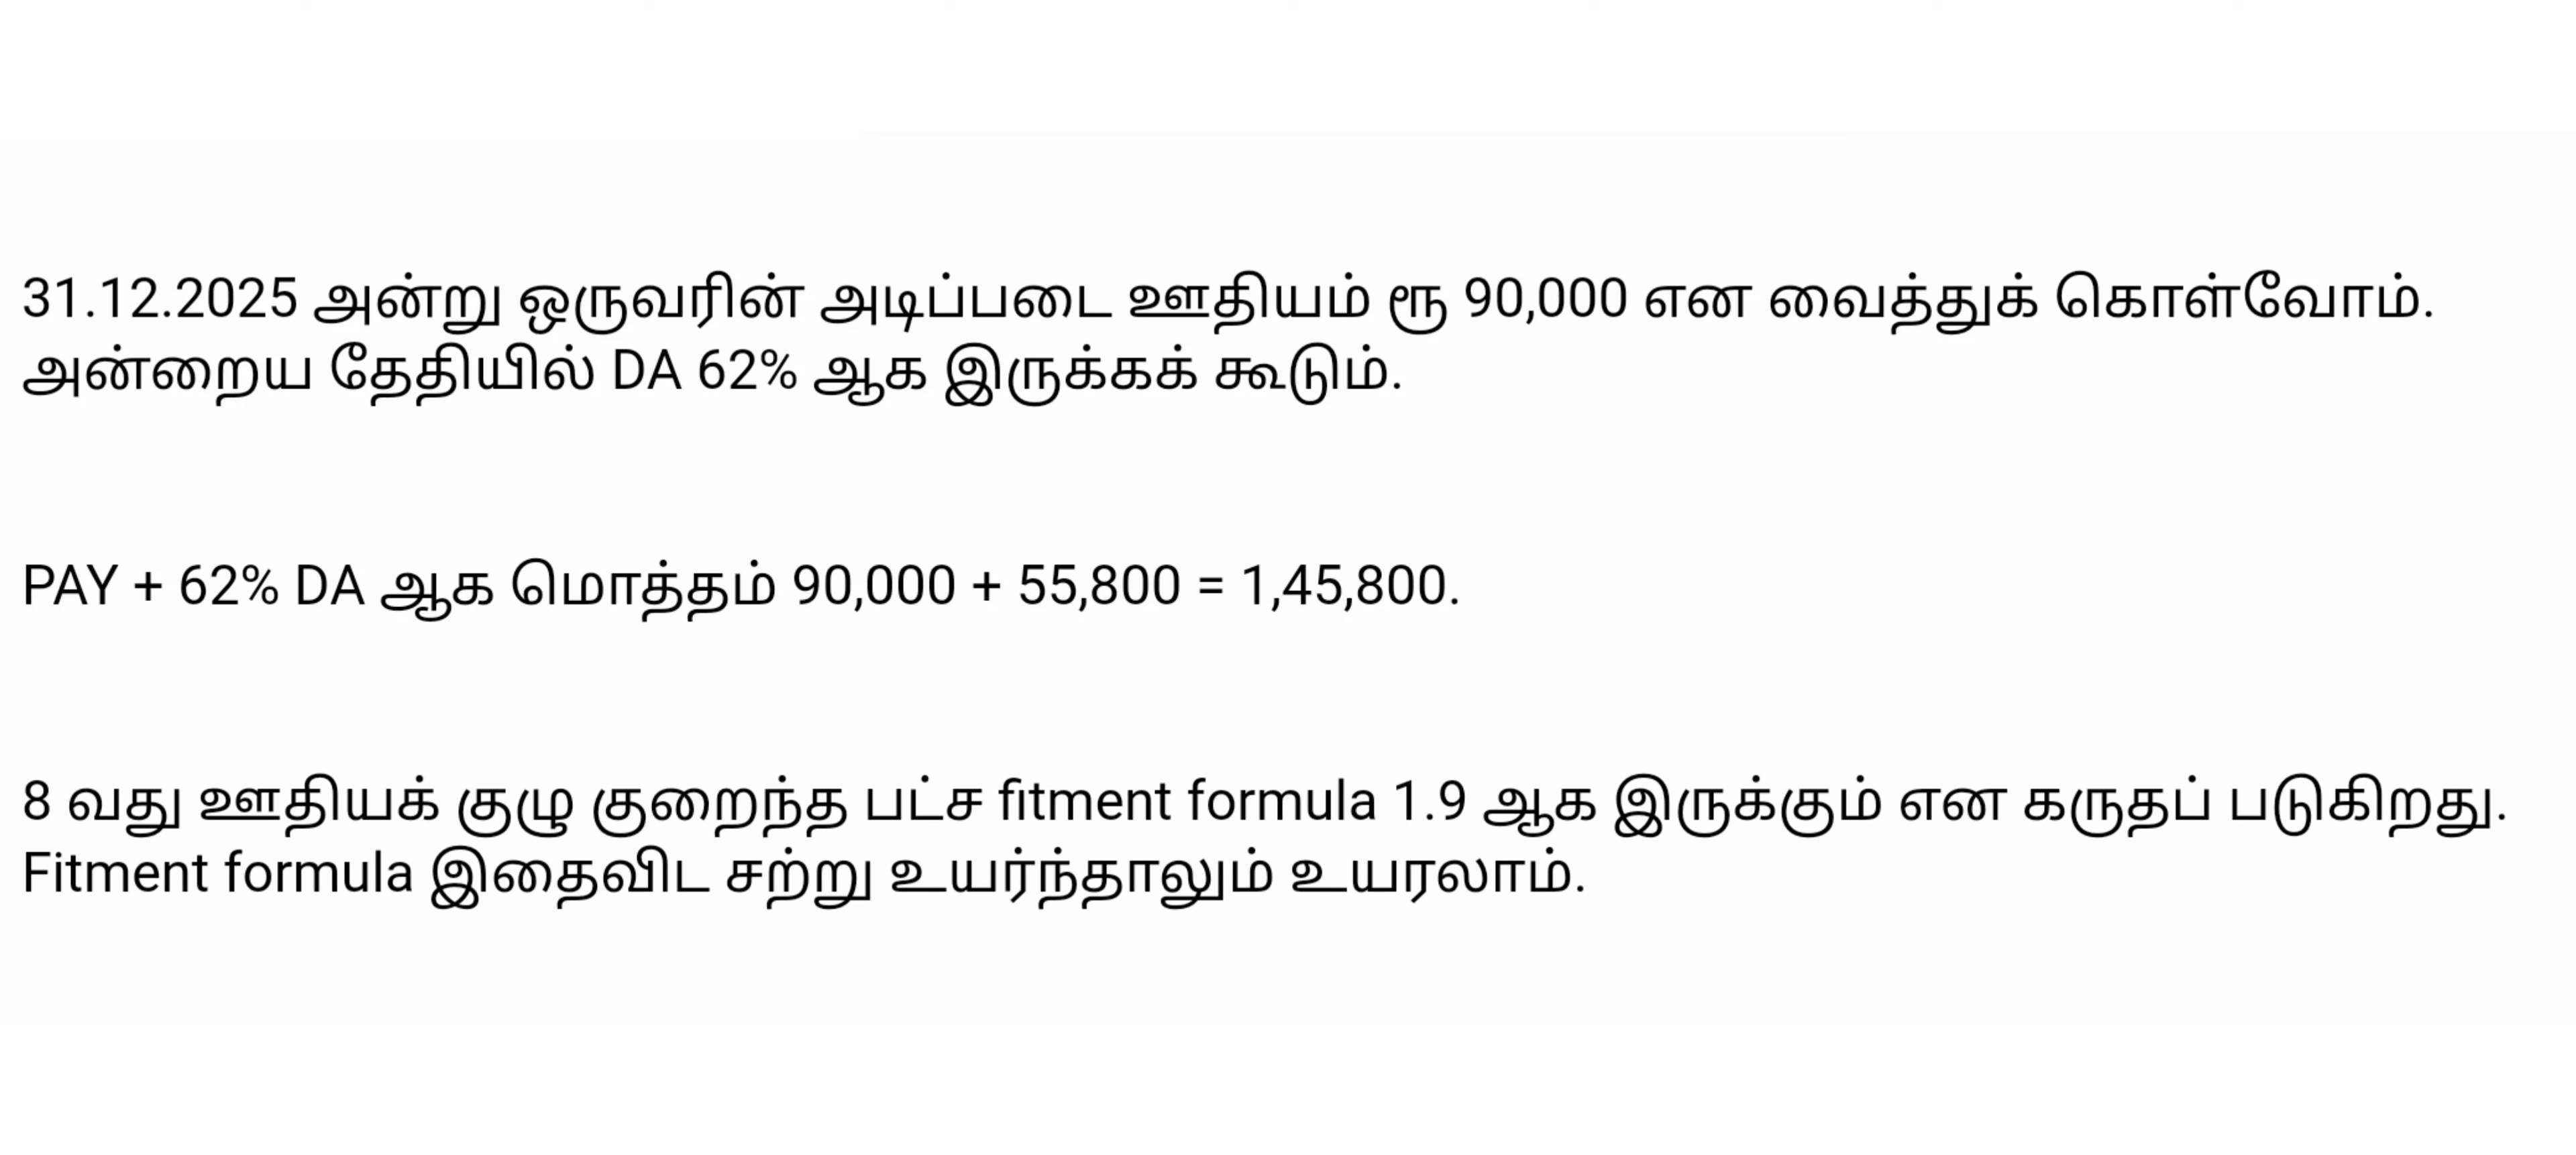 31.12.2025 அன்று ஒருவரின் அடிப்படை ஊதியம் ரூ 90,000 என வைத்துக் கொள்வோம்.
அன்றைய தேதியில் DA 62% ஆக இருக்கக் கூடும்.
PAY + 62% DA ஆக மொத்தம் 90,000 + 55,800 = 1,45,800.
8 வது ஊதியக் குழு குறைந்த பட்ச fitment formula 1.9 ஆக இருக்கும் என கருதப் படுகிறது.
Fitment formula இதைவிட சற்று உயர்ந்தாலும் உயரலாம்.